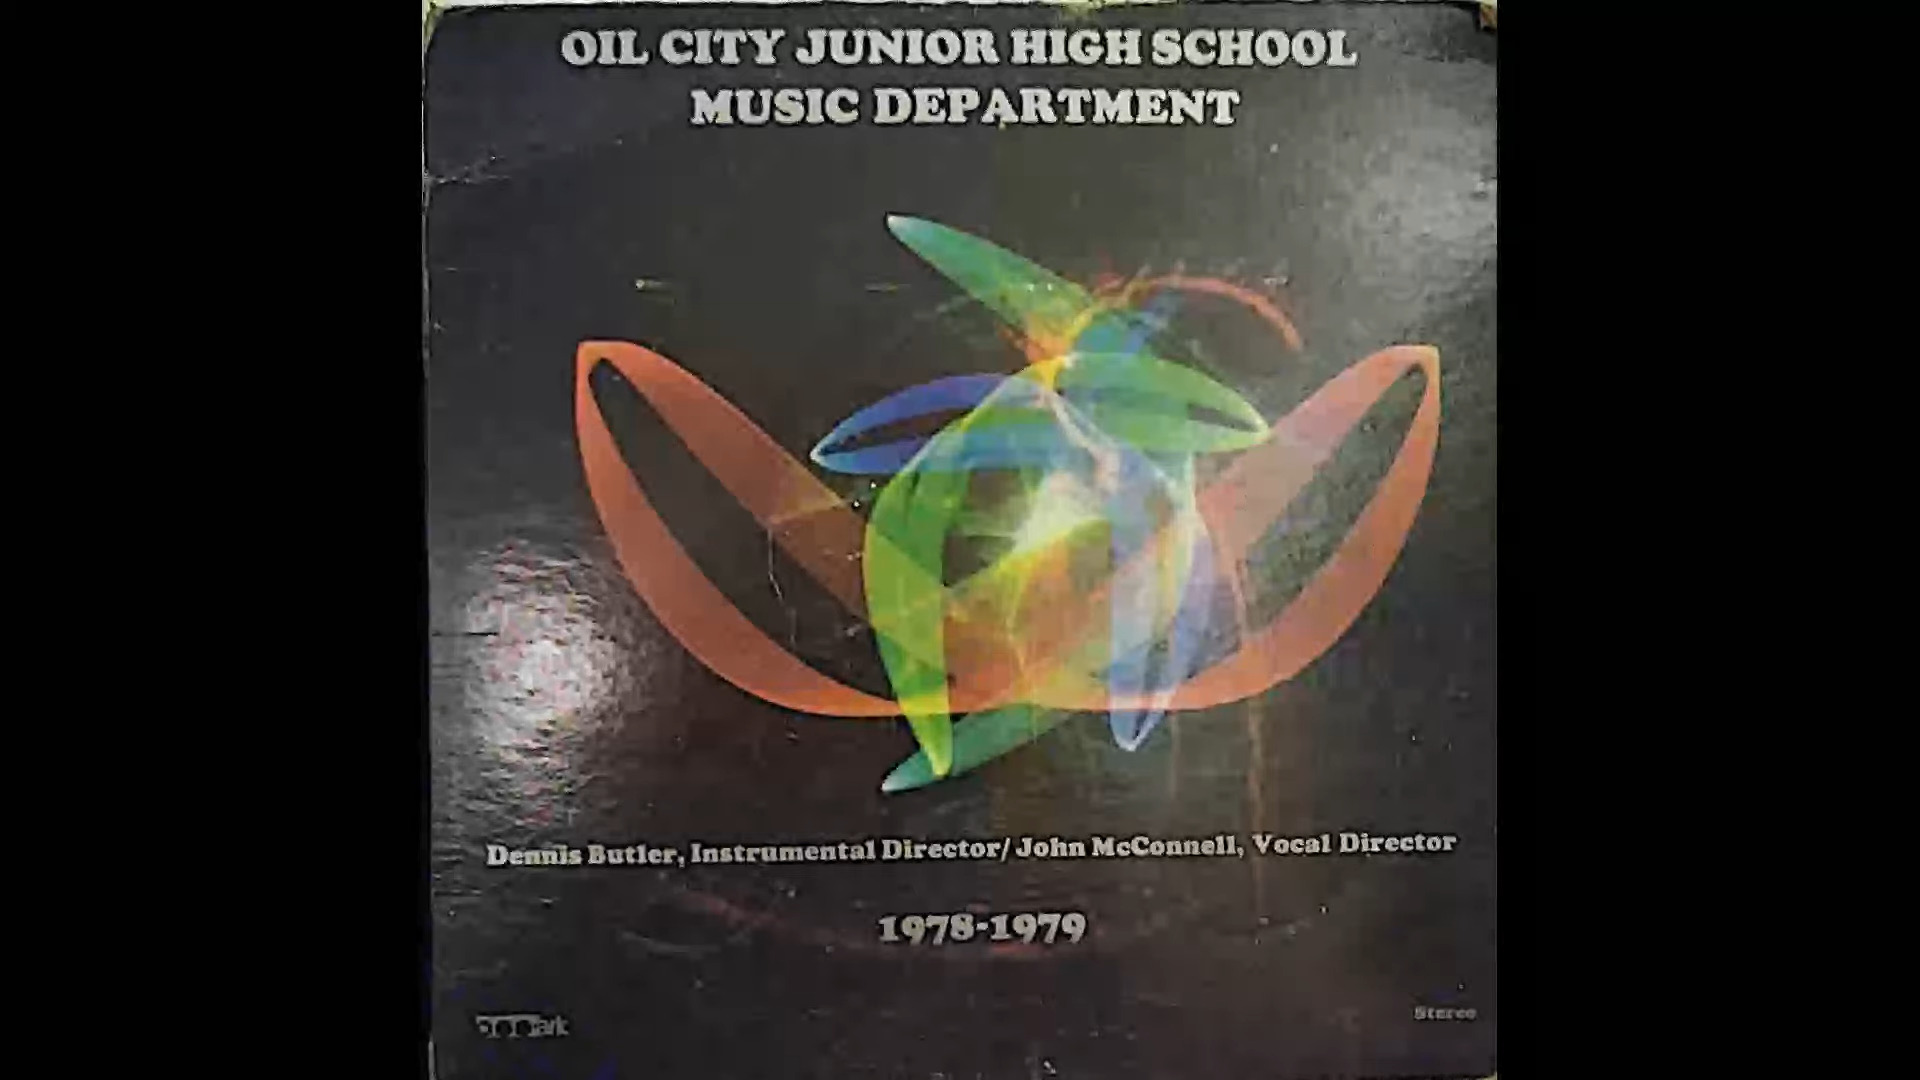 OIL CITY JUNIOR HIGH SCHOOL
MUSIC DEPARTMENT
Dennis Butler, Instrumental Director/ John McConnell, Vocal Director
1978-1979
Stereo